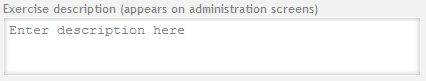 Exercise description (appears on administration screens)
Enter description here